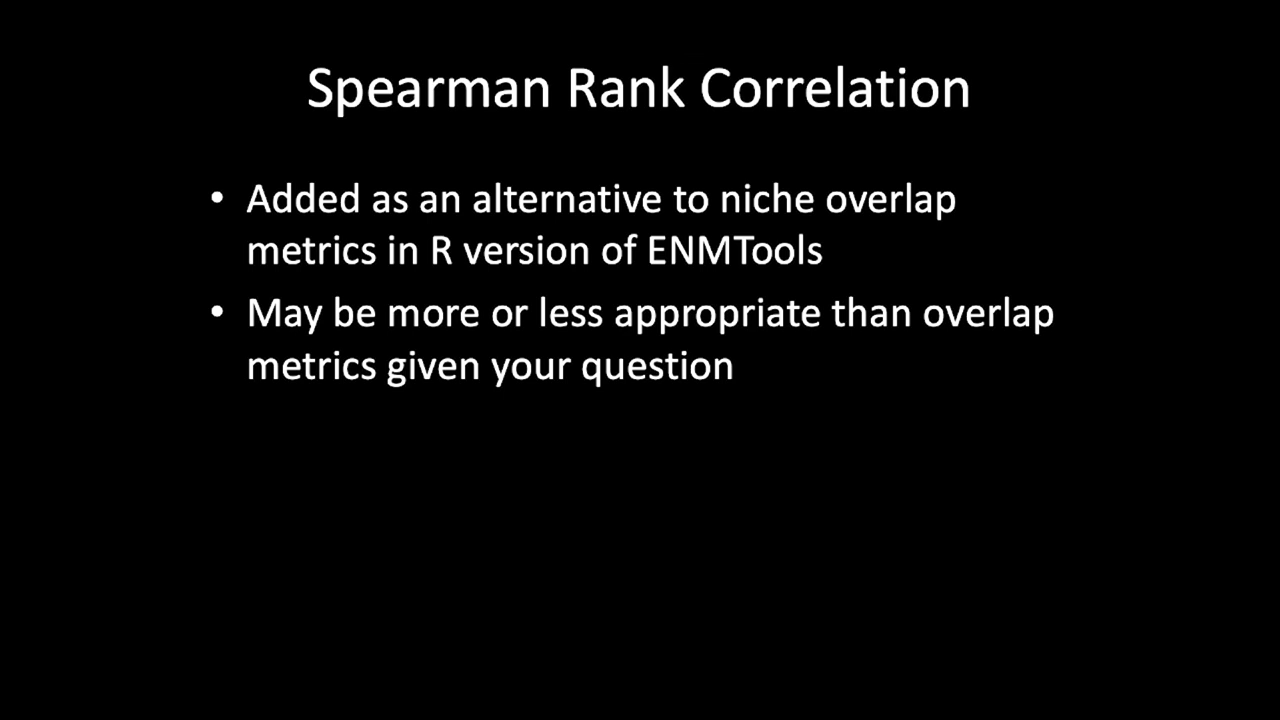 Spearman Rank Correlation
• Added as an alternative to niche overlap
metrics in R version of ENMTools
• May be more or less appropriate than overlap
metrics given your question